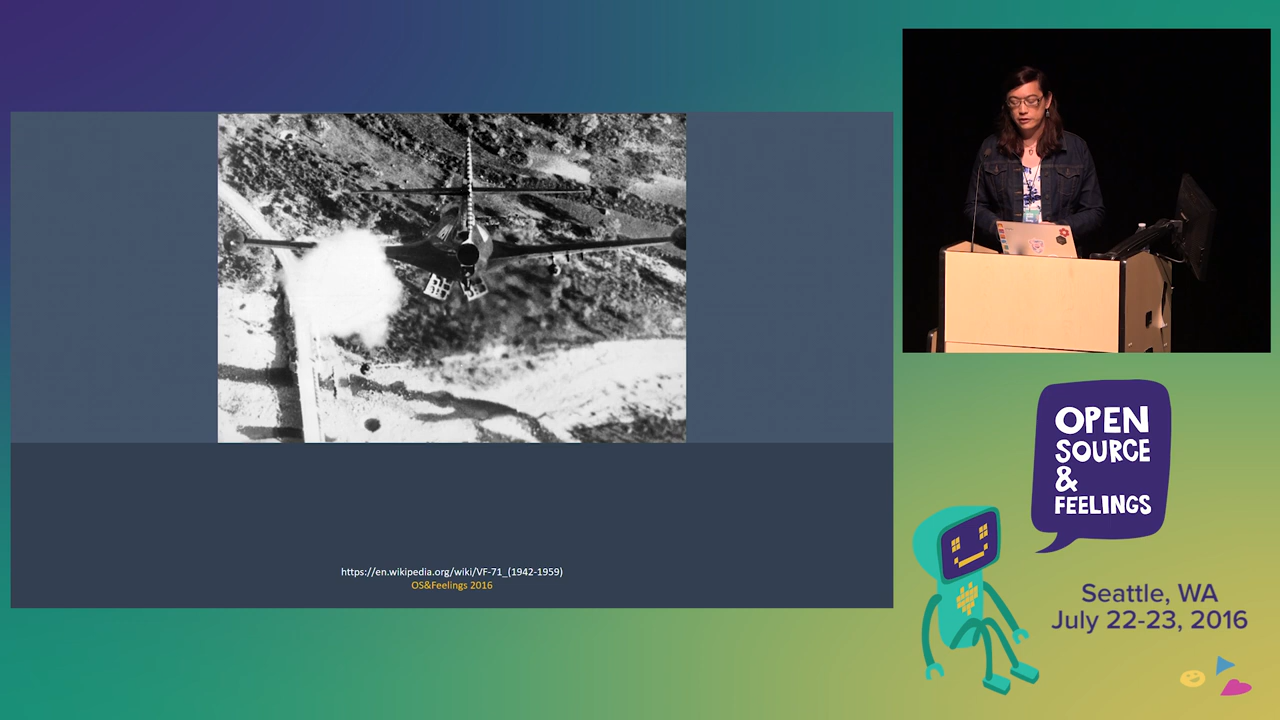 https://en.wikipedia.org/wiki/VF-71_(1942-1959)
OS&Feelings 2016
OPEN
SOURCE
&
FEELINGS
Seattle, WA
July 22-23, 2016